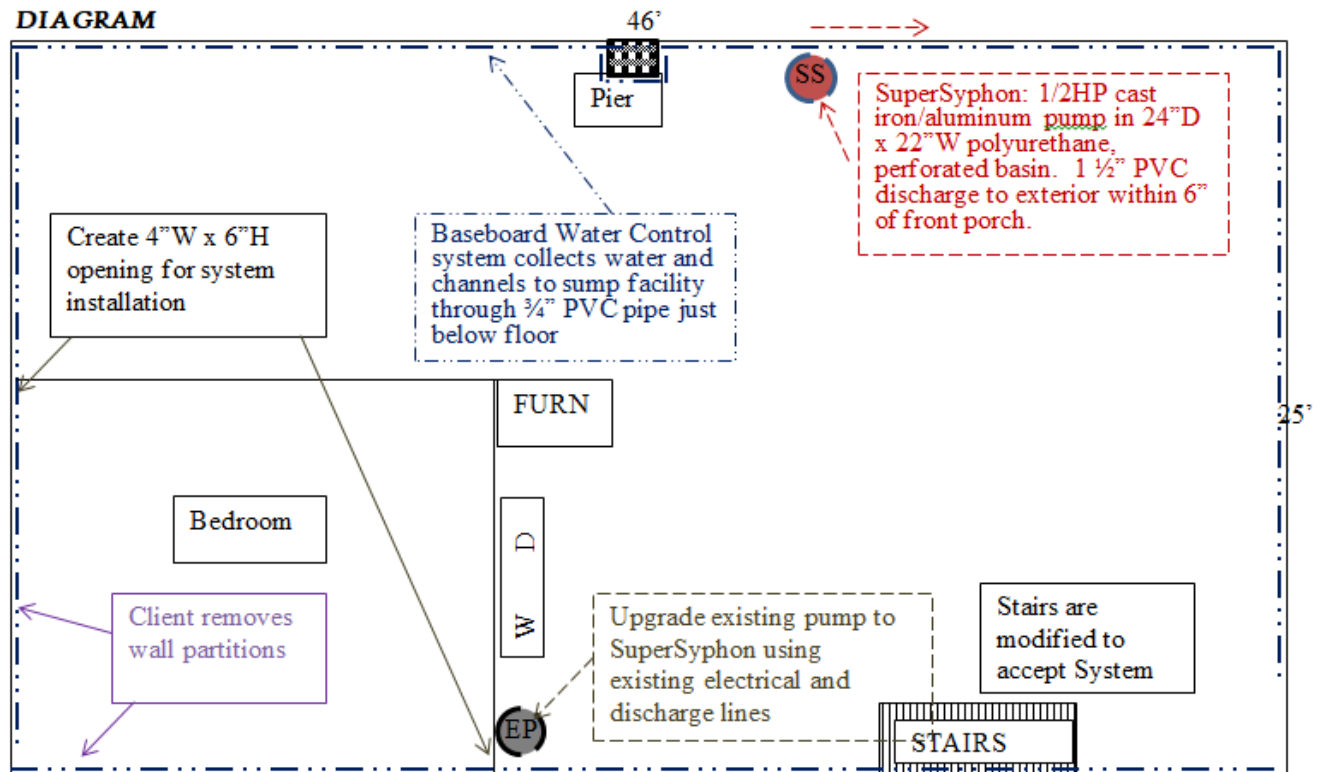 DIAGRAM
46’
SS
Pier
SuperSyphon: 1/2HP cast
iron/aluminum pump in 24”D
x 22”W polyurethane,
perforated basin. 1 ½” PVC
discharge to exterior within 6”
of front porch.
Create 4”W x 6”H
opening for system
installation
Baseboard Water Control
system collects water and
channels to sump facility
through ¾” PVC pipe just
below floor
FURN
25’
Bedroom
W D
Client removes
wall partitions
Upgrade existing pump to
SuperSyphon using
existing electrical and
discharge lines
Stairs are
modified to
accept System
EP
STAIRS